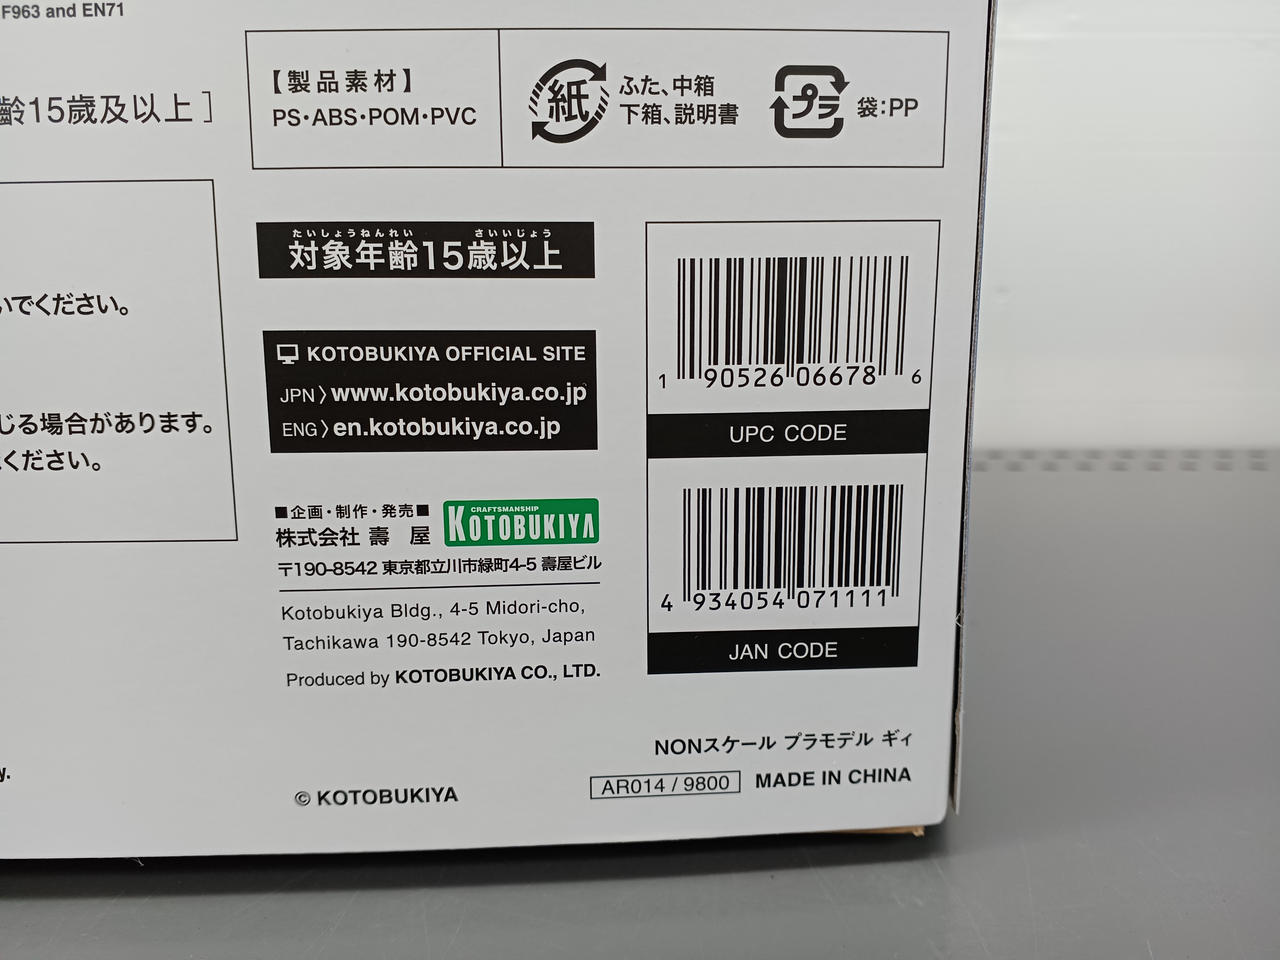 F963 and EN71
齢15歳及以上］
【製品素材】
PS・ABS・POM・PVC
紙
ふた、中箱
下箱、説明書
プラ
袋：PP
たいしょうねんれい さいいじょう
対象年齢15歳以上
いでください。
じる場合があります。
ください。
KOTOBUKIYA OFFICIAL SITE
JPN〉www.kotobukiya.co.jp
ENG〉en.kotobukiya.co.jp
■企画・制作・発売■
株式会社 壽 屋
CRAFTSMANSHIP
KOTOBUKIYA
〒190-8542 東京都立川市緑町4-5 壽屋ビル
Kotobukiya Bldg., 4-5 Midori-cho,
Tachikawa 190-8542 Tokyo, Japan
Produced by KOTOBUKIYA CO., LTD.
1 90526 06678 6
UPC CODE
4 934054 071111
JAN CODE
NONスケール プラモデル ギィ
AR014 / 9800 MADE IN CHINA
y.
© KOTOBUKIYA